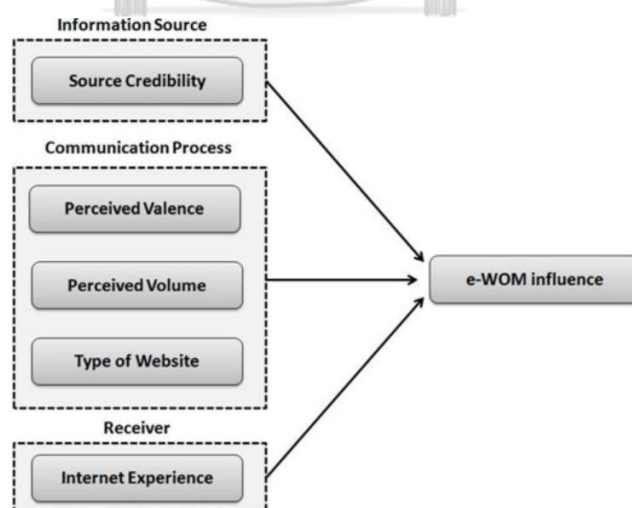 Information Source
Source Credibility
Communication Process
Perceived Valence
Perceived Volume
Type of Website
e-WOM influence
Receiver
Internet Experience